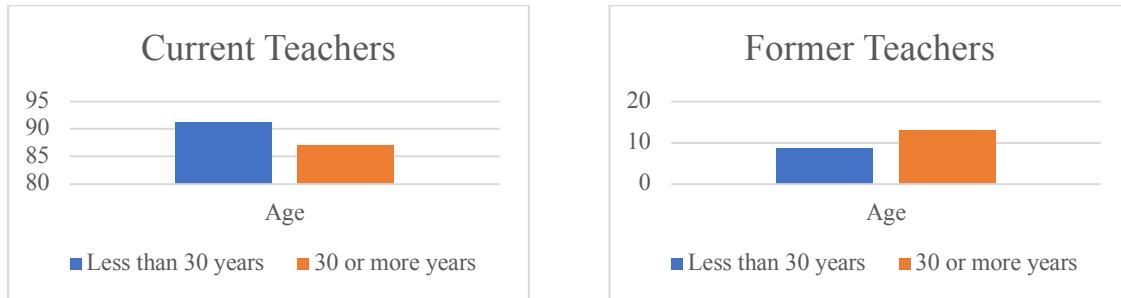 Current Teachers
95
90
85
80
Age
Less than 30 years 30 or more years
Former Teachers
20
10
0
Age
Less than 30 years 30 or more years